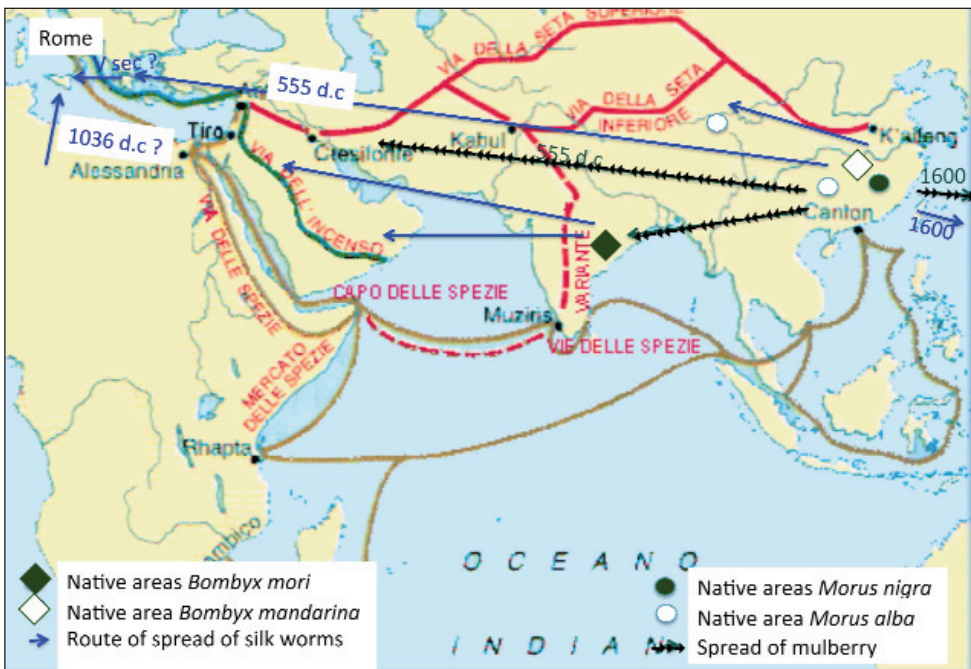 Rome
VIA DELLA SETA SUPERIORE
V sec ?
555 d.c
VIA DELLA SETA
INFERIORE
K'aifeng
Tiro
Kabul
Ctesifonte
555 d.c
1036 d.c ?
Alessandria
1600
Canton
1600
VIA DELL' INCENSO
VIA DELLE SPEZIE
VARIANTE
CAPO DELLE SPEZIE
Muziris
VIE DELLE SPEZIE
MERCATO
DELLE SPEZIE
Rhapta
OCEANO
Native areas Bombyx mori
Native area Bombyx mandarina
Route of spread of silk worms
INDIAN
Native areas Morus nigra
Native area Morus alba
Spread of mulberry